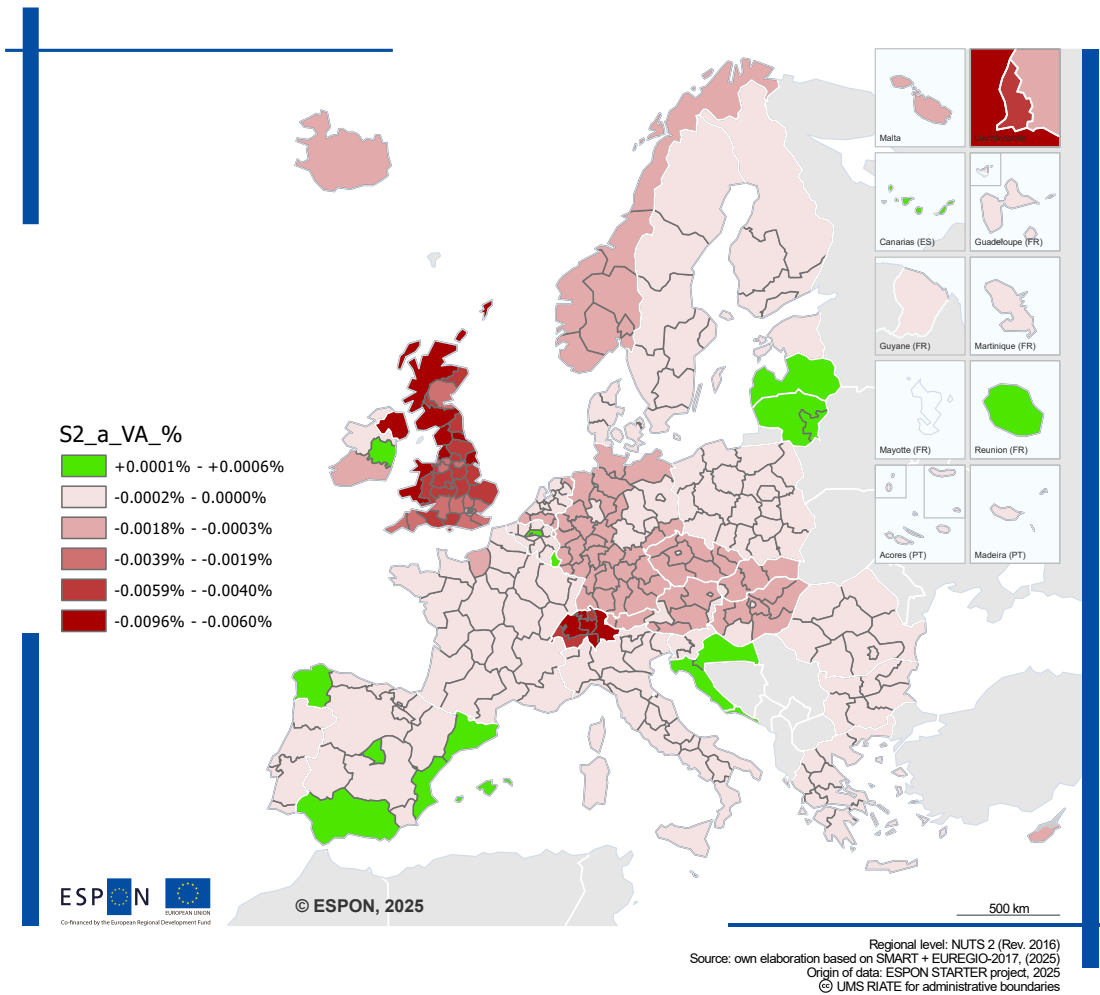 Malta
Canarias (ES)
Guadeloupe (FR)
Guyane (FR)
Martinique (FR)
Mayotte (FR)
Reunion (FR)
Acores (PT)
Madeira (PT)
S2_a_VA_%
+0.0001% - +0.0006%
-0.0002% - 0.0000%
-0.0018% - -0.0003%
-0.0039% - -0.0019%
-0.0059% - -0.0040%
-0.0096% - -0.0060%
ESPON
EUROPEAN UNION
Co-financed by the European Regional Development Fund
© ESPON, 2025
500 km
Regional level: NUTS 2 (Rev. 2016)
Source: own elaboration based on SMART + EUREGIO-2017, (2025)
Origin of data: ESPON STARTER project, 2025
㏄ UMS RIATE for administrative boundaries